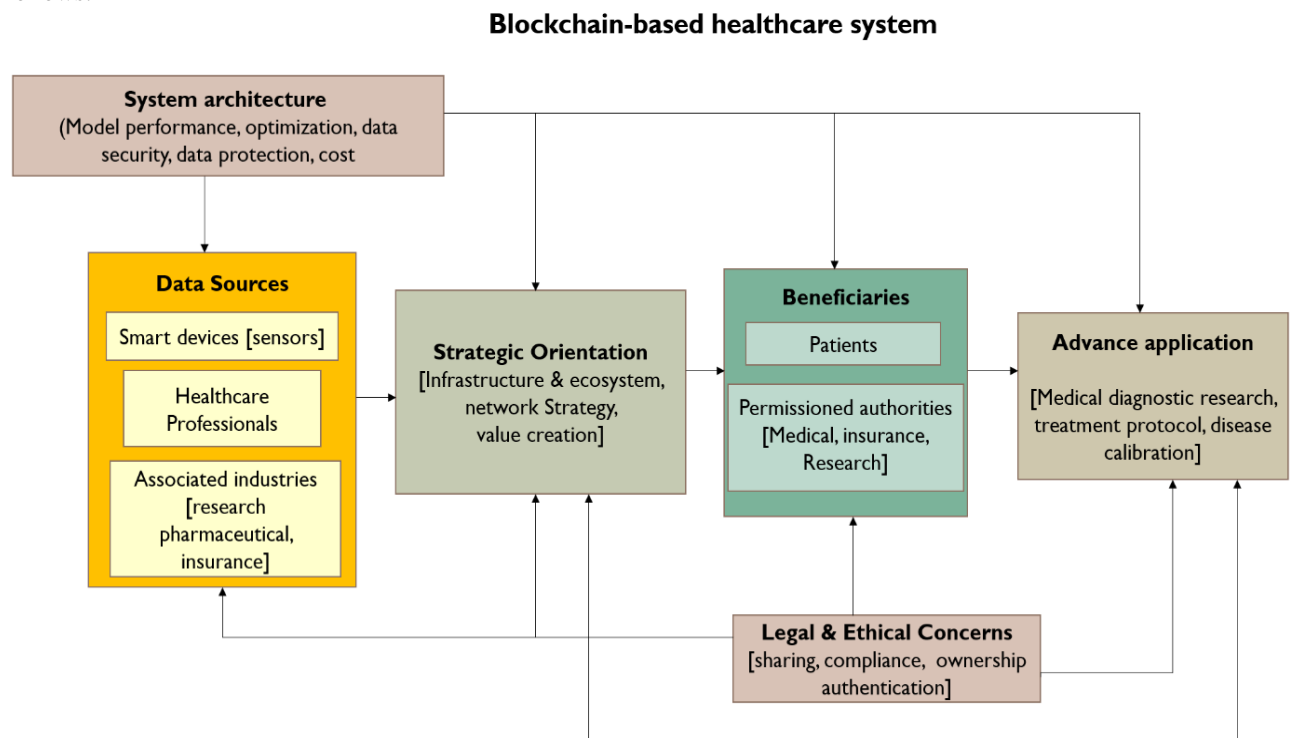 Blockchain-based healthcare system
System architecture
(Model performance, optimization, data
security, data protection, cost
Data Sources
Smart devices [sensors]
Healthcare
Professionals
Associated industries
[research
pharmaceutical,
insurance]
Strategic Orientation
[Infrastructure & ecosystem,
network Strategy,
value creation]
Beneficiaries
Patients
Permissioned authorities
[Medical, insurance,
Research]
Advance application
[Medical diagnostic research,
treatment protocol, disease
calibration]
Legal & Ethical Concerns
[sharing, compliance, ownership
authentication]